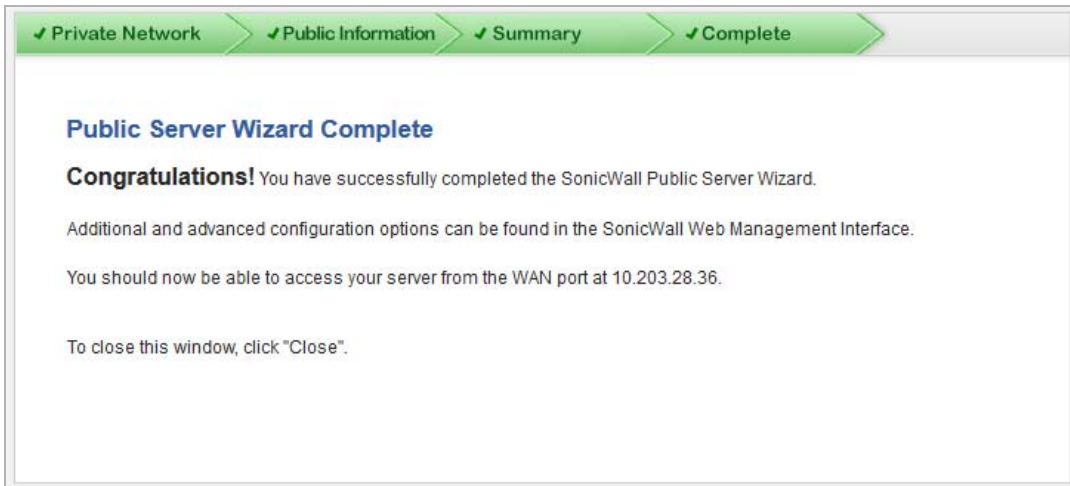 Private Network Public Information Summary Complete
Public Server Wizard Complete
Congratulations! You have successfully completed the SonicWall Public Server Wizard.
Additional and advanced configuration options can be found in the SonicWall Web Management Interface.
You should now be able to access your server from the WAN port at 10.203.28.36.
To close this window, click "Close".